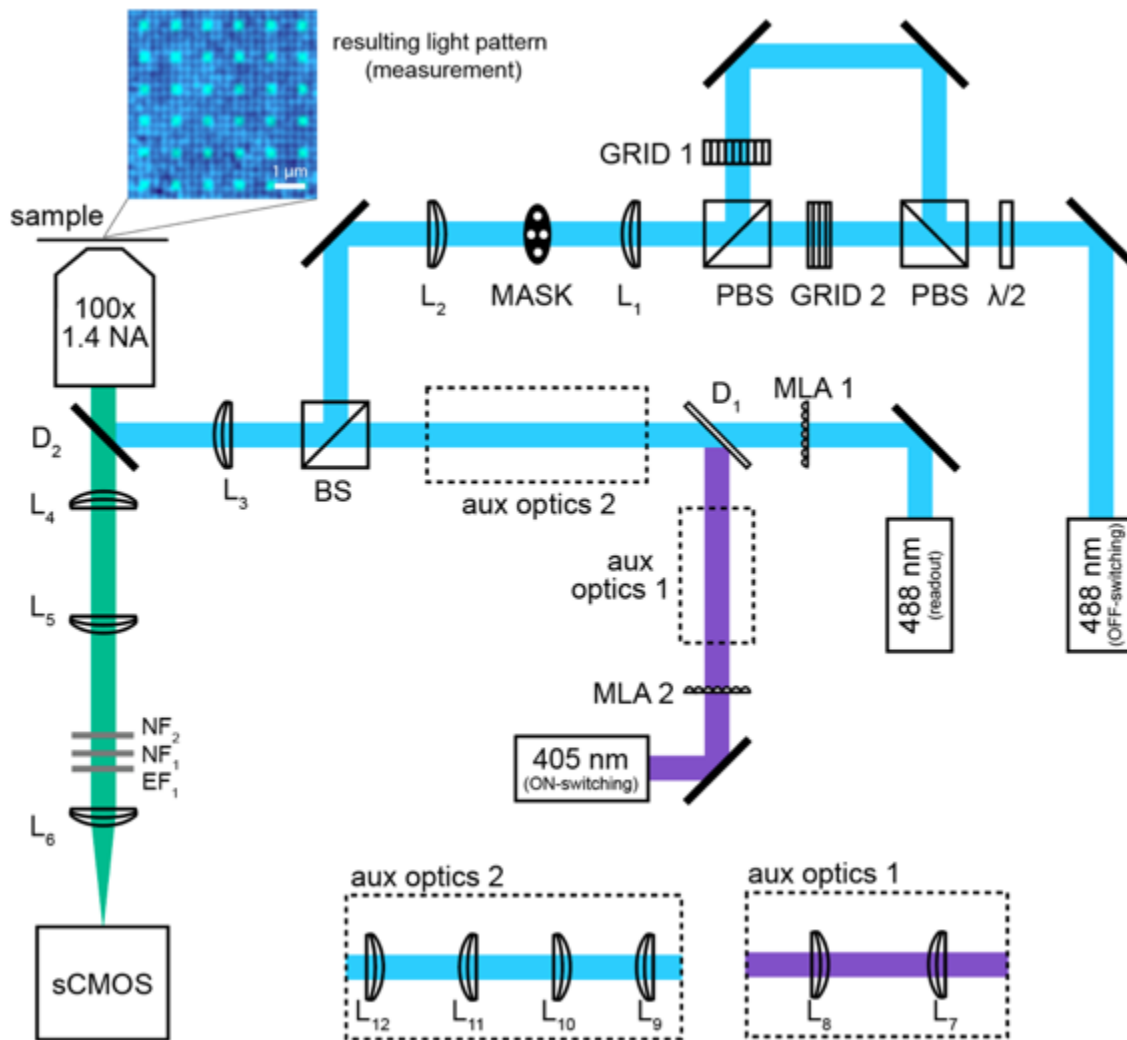 resulting light pattern
(measurement)
1 µm
sample
GRID 1
L2
MASK
L1
PBS
GRID 2
PBS
λ/2
100x
1.4 NA
D2
L3
BS
aux optics 2
D1
MLA 1
L4
L5
aux
optics 1
488 nm
(readout)
488 nm
(OFF-switching)
MLA 2
405 nm
(ON-switching)
NF2
NF1
EF1
L6
sCMOS
aux optics 2
L12
L11
L10
L9
aux optics 1
L8
L7